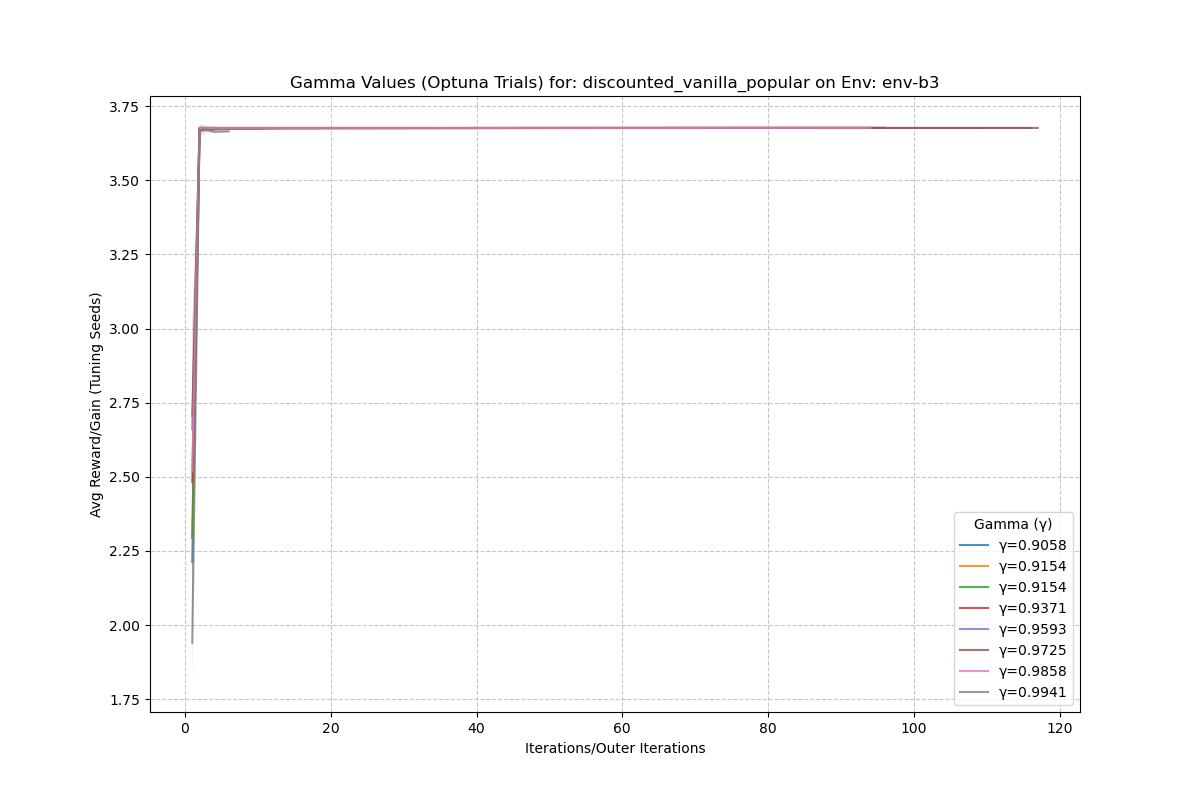 Gamma Values (Optuna Trials) for: discounted_vanilla_popular on Env: env-b3
Avg Reward/Gain (Tuning Seeds)
3.75
3.50
3.25
3.00
2.75
2.50
2.25
2.00
1.75
0
20
40
60
80
100
120
Iterations/Outer Iterations
Gamma (γ)
γ=0.9058
γ=0.9154
γ=0.9154
γ=0.9371
γ=0.9593
γ=0.9725
γ=0.9858
γ=0.9941